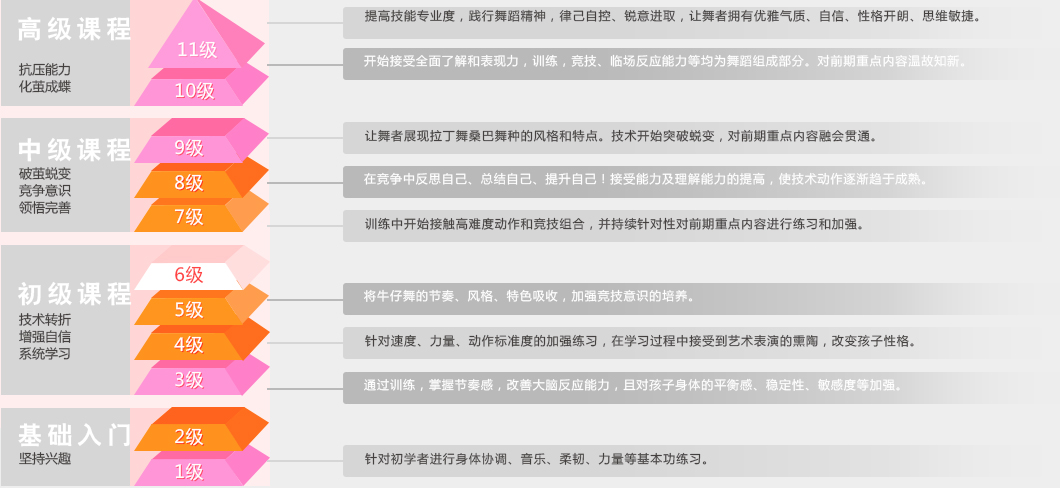 高级课程
抗压能力
化茧成蝶
11级
10级
提高技能专业度，践行舞蹈精神，律己自控、锐意进取，让舞者拥有优雅气质、自信、性格开朗、思维敏捷。
开始接受全面了解和表现力，训练，竞技、临场反应能力等均为舞蹈组成部分。对前期重点内容温故知新。
中级课程
破茧蜕变
竞争意识
领悟完善
9级
8级
7级
让舞者展现拉丁舞桑巴舞种的风格和特点。技术开始突破蜕变，对前期重点内容融会贯通。
在竞争中反思自己、总结自己、提升自己！接受能力及理解能力的提高，使技术动作逐渐趋于成熟。
训练中开始接触高难度动作和竞技组合，并持续针对性对前期重点内容进行练习和加强。
初级课程
技术转折
增强自信
系统学习
6级
5级
4级
3级
将牛仔舞的节奏、风格、特色吸收，加强竞技意识的培养。
针对速度、力量、动作标准度的加强练习，在学习过程中接受到艺术表演的熏陶，改变孩子性格。
通过训练，掌握节奏感，改善大脑反应能力，且对孩子身体的平衡感、稳定性、敏感度等加强。
基础入门
坚持兴趣
2级
1级
针对初学者进行身体协调、音乐、柔韧、力量等基本功练习。